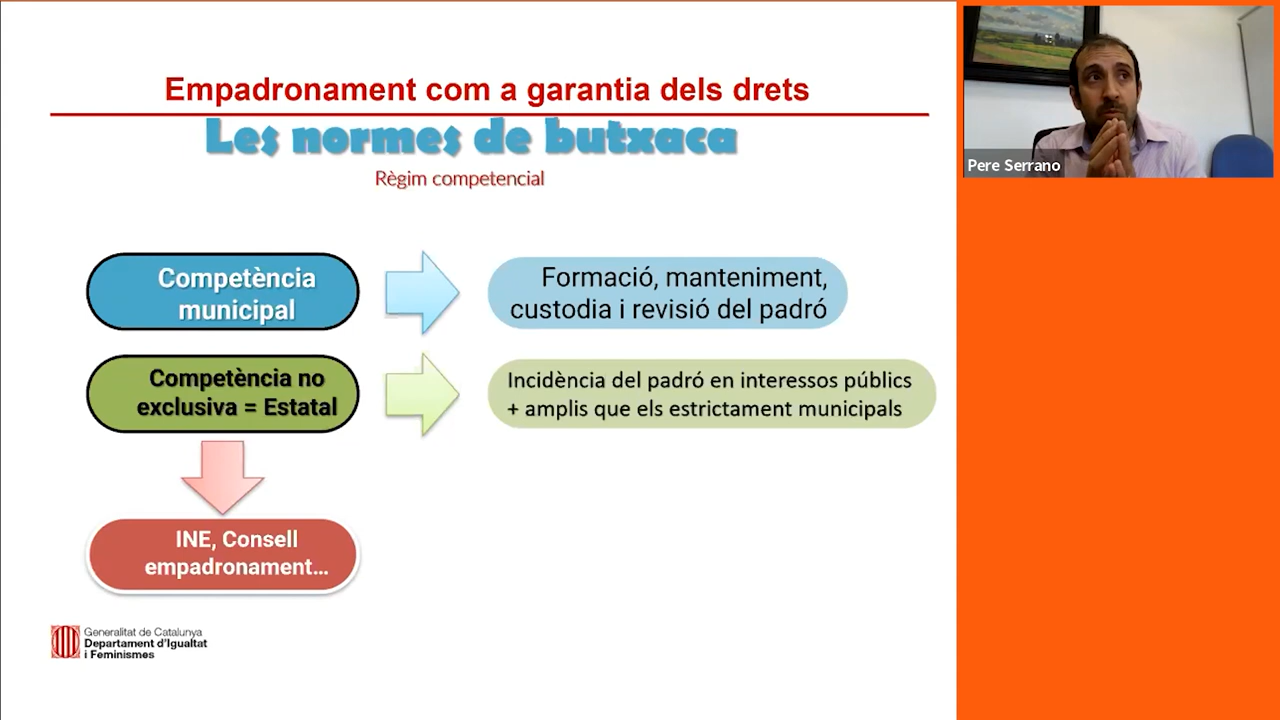 Empadronament com a garantia dels drets
Les normes de butxaca
Règim competencial
Competència
municipal
Formació, manteniment,
custodia i revisió del padró
Competència no
exclusiva = Estatal
Incidència del padró en interessos públics
+ amplis que els estrictament municipals
INE, Consell
empadronament...
Generalitat de Catalunya
Departament d'Igualtat
i Feminismes
Pere Serrano